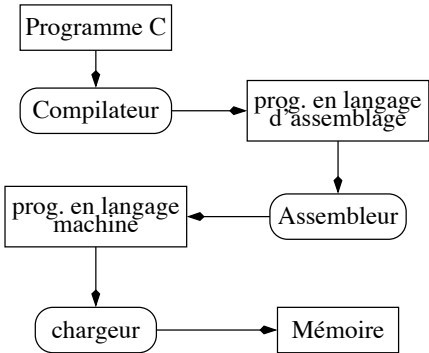 Programme C
Compilateur
prog. en langage
d'assemblage
Assembleur
prog. en langage
machine
chargeur
Mémoire